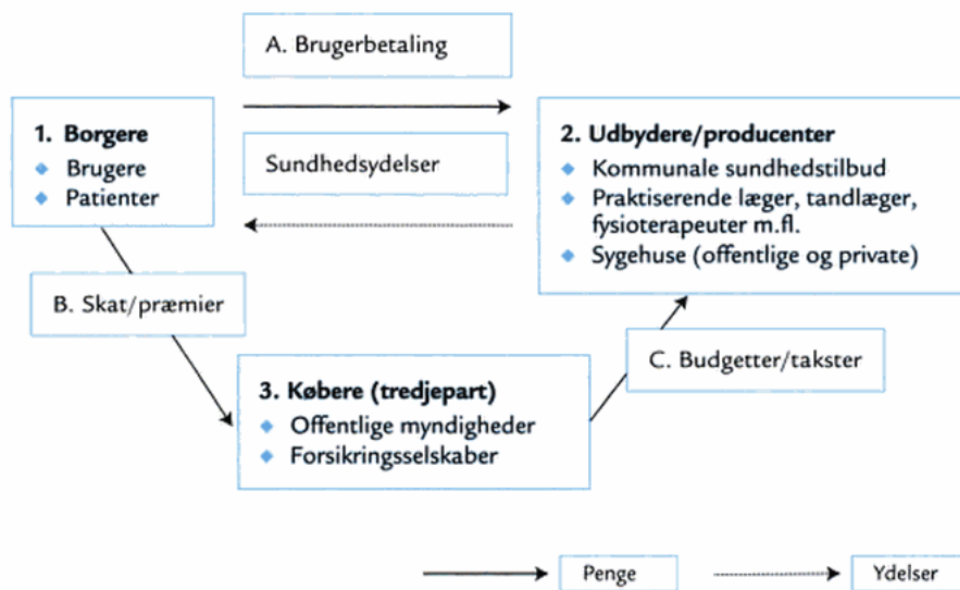 A. Brugerbetaling
1. Borgere
◆ Brugere
◆ Patienter
Sundhedsydelser
2. Udbydere/producenter
◆ Kommunale sundhedstilbud
◆ Praktiserende læger, tandlæger,
fysioterapeuter m.fl.
◆ Sygehuse (offentlige og private)
B. Skat/præmier
C. Budgetter/takster
3. Købere (tredjepart)
◆ Offentlige myndigheder
◆ Forsikringsselskaber
Penge
Ydelser